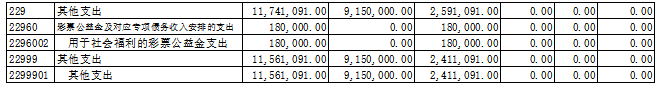 229 其他支出 11,741,091.00 9,150,000.00 2,591,091.00 0.00 0.00 0.00
22960 彩票公益金及对应专项债务收入安排的支出 180,000.00 0.00 180,000.00 0.00 0.00 0.00
2296002 用于社会福利的彩票公益金支出 180,000.00 0.00 180,000.00 0.00 0.00 0.00
22999 其他支出 11,561,091.00 9,150,000.00 2,411,091.00 0.00 0.00 0.00
2299901 其他支出 11,561,091.00 9,150,000.00 2,411,091.00 0.00 0.00 0.00